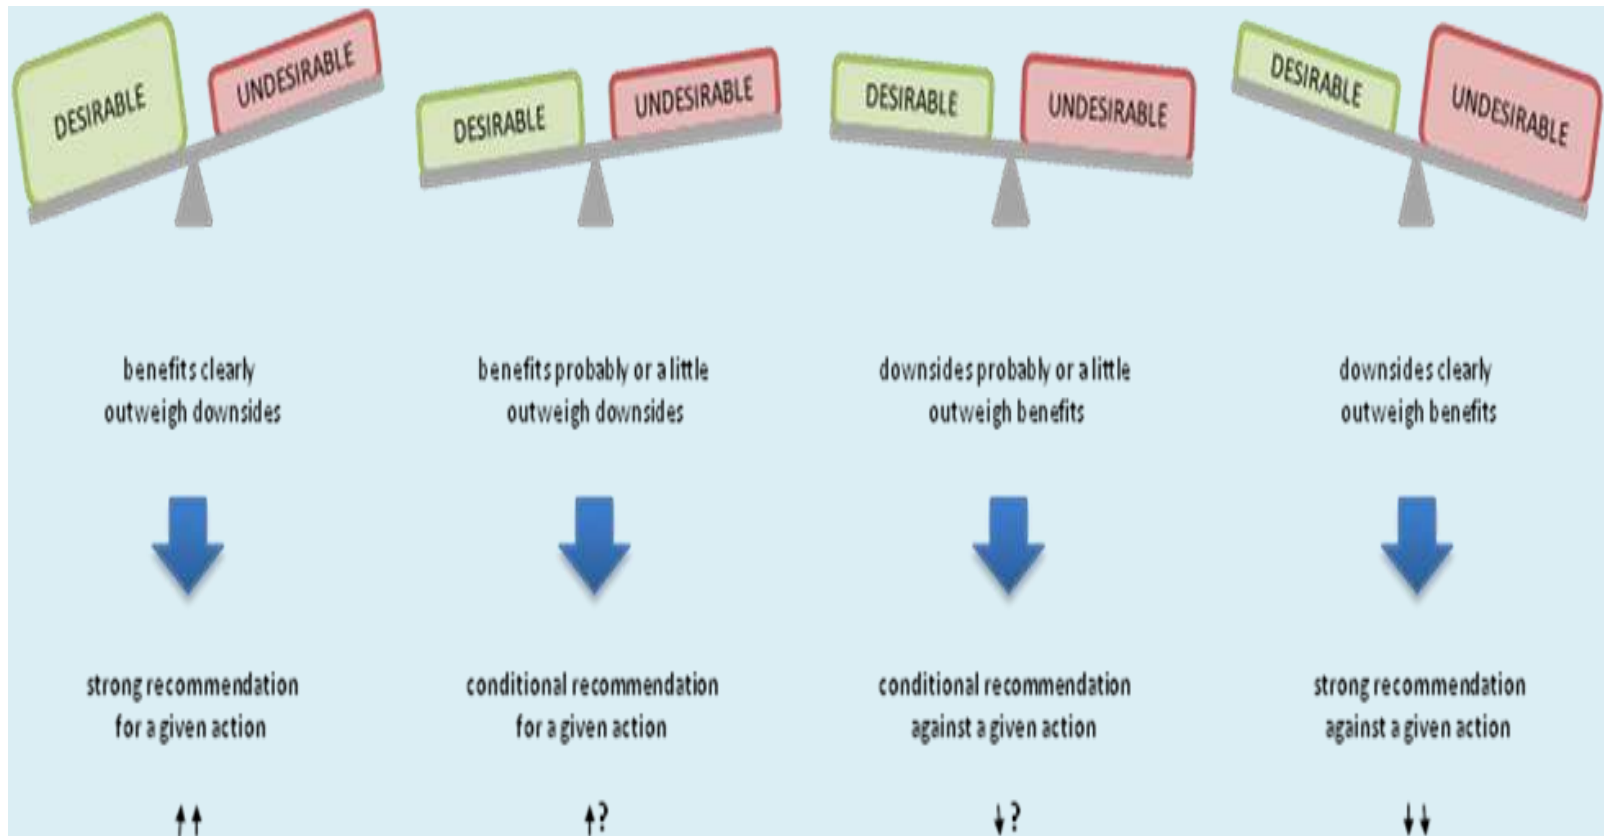 DESIRABLE
UNDESIRABLE
benefits clearly
outweigh downsides
strong recommendation
for a given action
↑↑
DESIRABLE
UNDESIRABLE
benefits probably or a little
outweigh downsides
conditional recommendation
for a given action
↑?
DESIRABLE
UNDESIRABLE
downsides probably or a little
outweigh benefits
conditional recommendation
against a given action
↓?
DESIRABLE
UNDESIRABLE
downsides clearly
outweigh benefits
strong recommendation
against a given action
↓↓